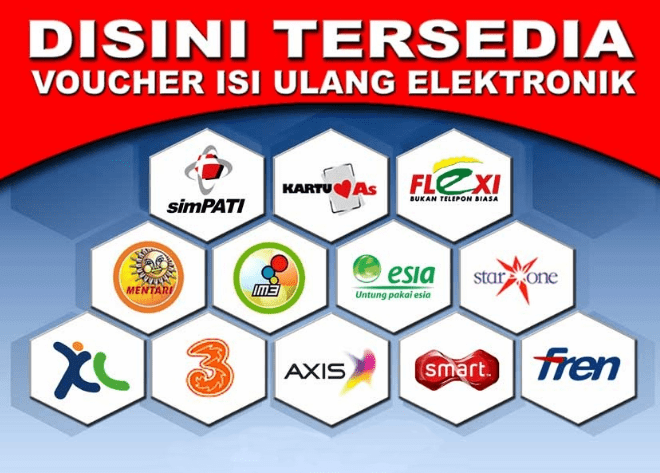 DISINI TERSEDIA
VOUCHER ISI ULANG ELEKTRONIK
simPATI
KARTU As
FLEXI
BUKAN TELEPON BIASA
MENTARI
IM3
esia
Untung pakai esia
star one
XL
3
AXIS
smart
fren